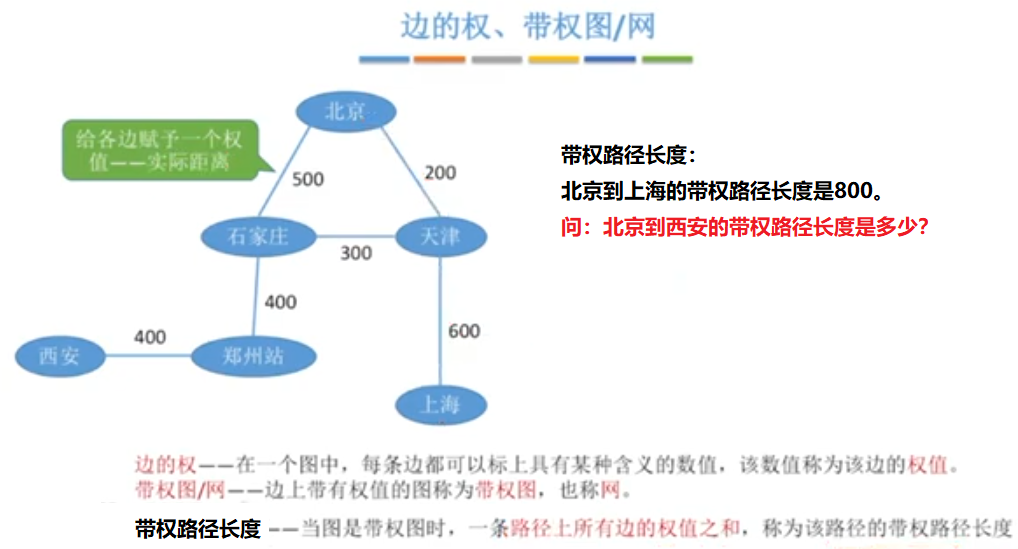 边的权、带权图/网
北京
给各边赋予一个权
值——实际距离
500
200
带权路径长度：
北京到上海的带权路径长度是800。
问：北京到西安的带权路径长度是多少?
石家庄
300
天津
400
400
600
西安
郑州站
上海
边的权——在一个图中，每条边都可以标上具有某种含义的数值，该数值称为该边的权值。
带权图/网——边上带有权值的图称为带权图，也称网。
带权路径长度 ——当图是带权图时，一条路径上所有边的权值之和，称为该路径的带权路径长度